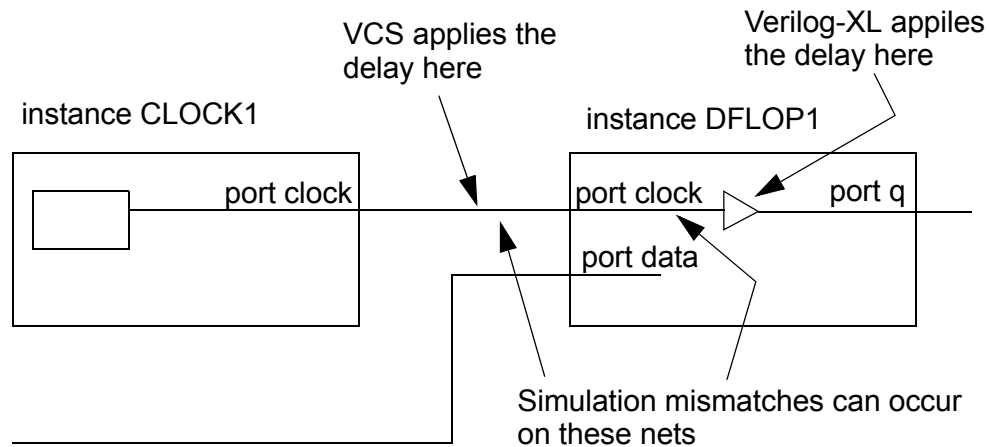 VCS applies the
delay here
Verilog-XL appiles
the delay here
instance CLOCK1
instance DFLOP1
port clock
port clock
port q
port data
Simulation mismatches can occur
on these nets